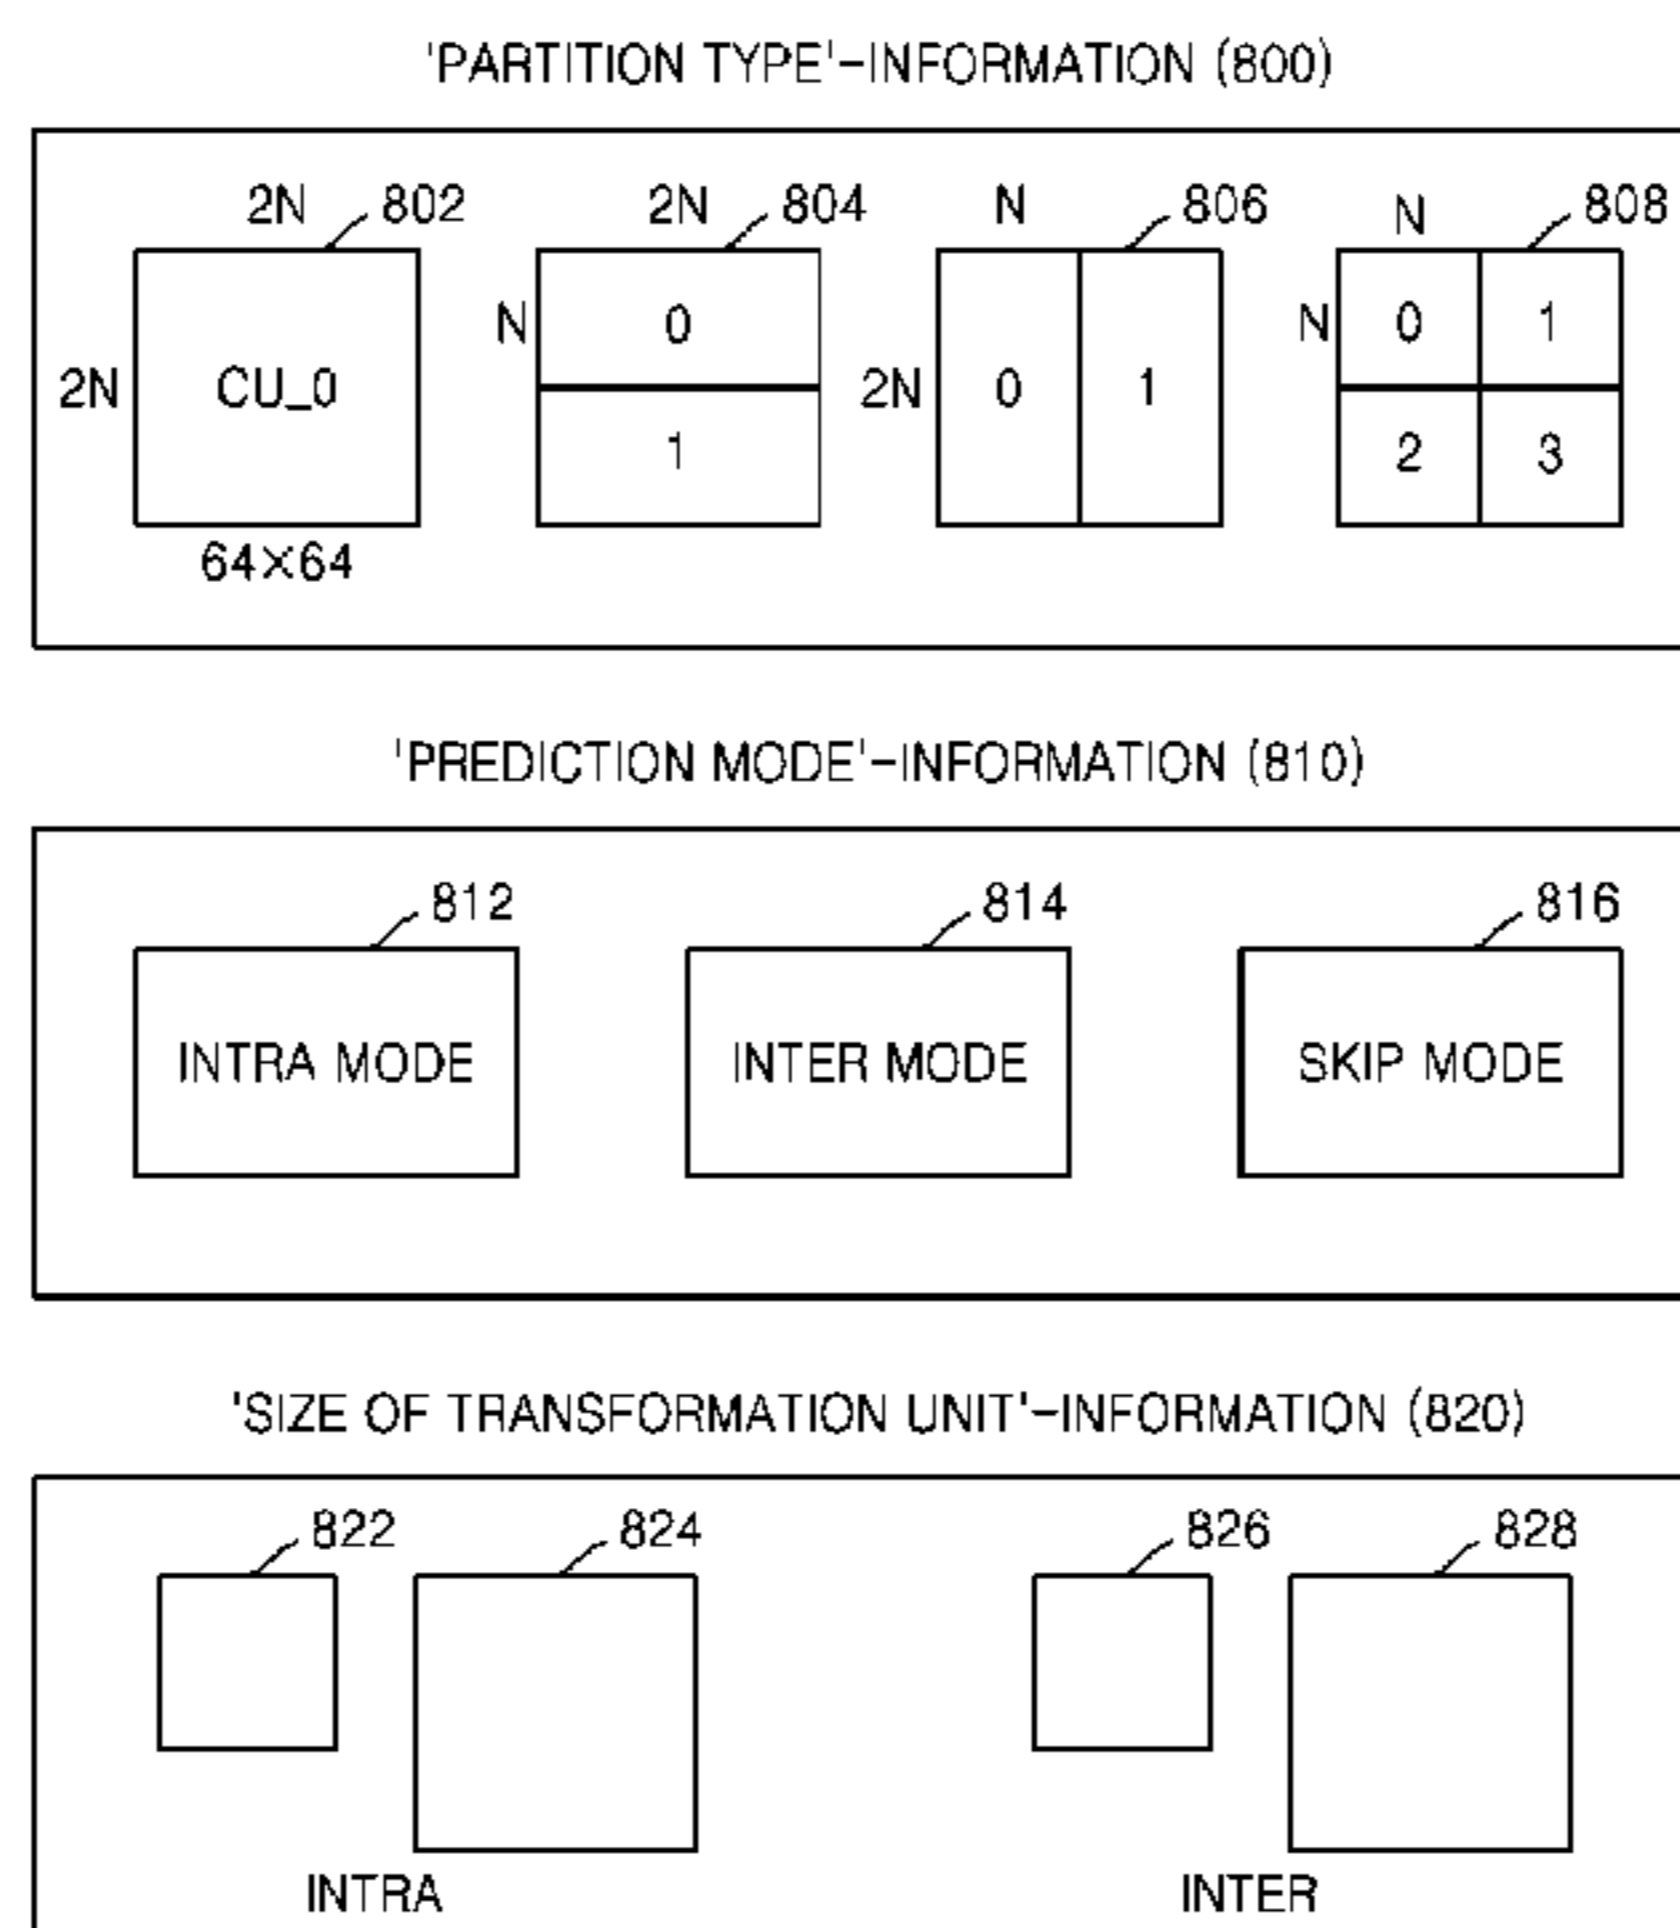 'PARTITION TYPE'-INFORMATION (800)
2N 802 2N 804 N 806 N 808
N 0 N 0 1
2N CU_0 2N 0 1
1 2 3
64×64
'PREDICTION MODE'-INFORMATION (810)
812 814 816
INTRA MODE INTER MODE SKIP MODE
'SIZE OF TRANSFORMATION UNIT'-INFORMATION (820)
822 824 826 828
INTRA INTER